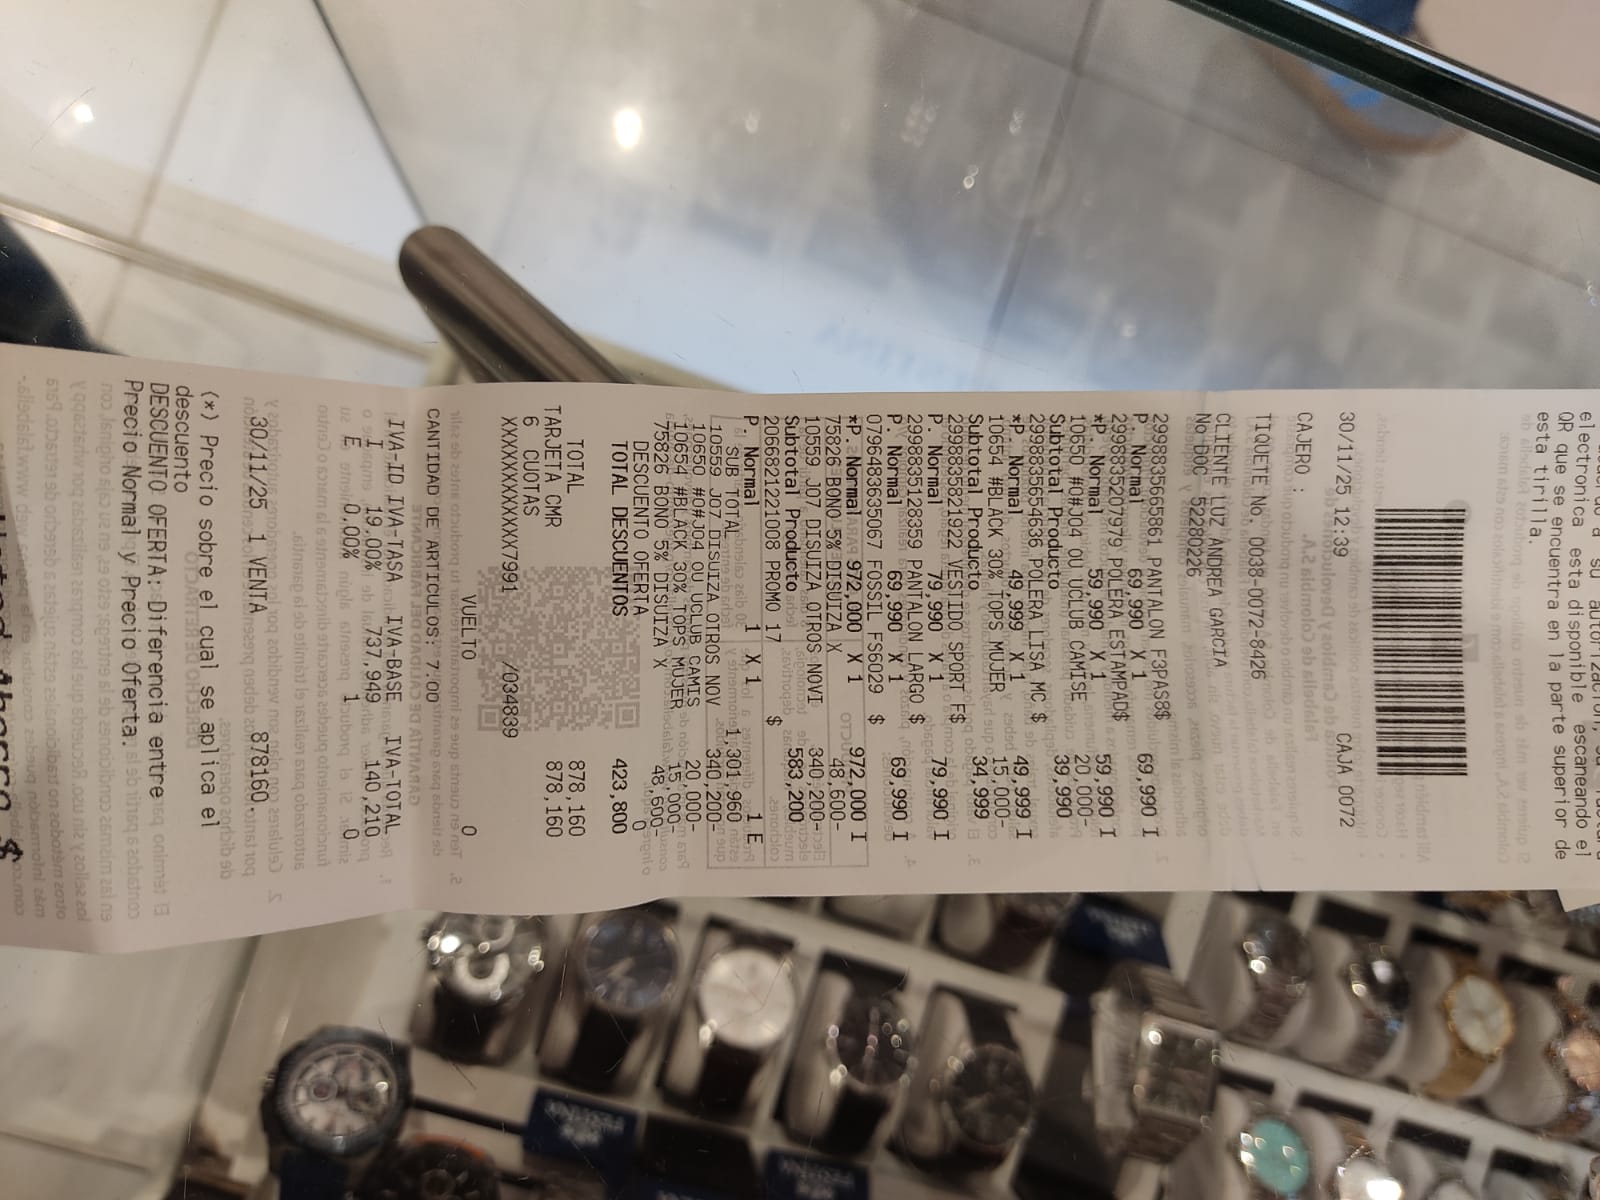 electronica esta disponible escaneando el
QR que se encuentra en la parte superior de
esta tirilla.
30/11/25 12:39 CAJA 0072
CAJERO :
TIQUETE No. 0038-0072-8426
CLIENTE LUZ ANDREA GARCIA
No DOC 52280226
2998835665861 PANTALON F3PAS8$
P. Normal 69,990 X 1 69,990 I
2998835207979 POLERA ESTAMPAD$
*P. Normal 59,990 X 1 59,990 I
10650 #0#J04 OU UCLUB CAMISE 20,000-
Subtotal Producto 39,990
2998835654636 POLERA LISA MC $
*P. Normal 49,999 X 1 49,999 I
10654 #BLACK 30% TOPS MUJER 15,000-
Subtotal Producto 34,999
2998835821922 VESTIDO SPORT F$
P. Normal 79,990 X 1 79,990 I
2998835128359 PANTALON LARGO $
P. Normal 69,990 X 1 69,990 I
0796483635067 FOSSIL FS6029 $
*P. Normal 972,000 X 1 972,000 I
75826 BONO 5% DISUIZA X 48,600-
10559 J07 DISUIZA OTROS NOVI 340,200-
Subtotal Producto 583,200
2066821221008 PROMO 17 $
P. Normal 1 X 1 1 E
SUB TOTAL 1,301,960
10559 J07 DISUIZA OTROS NOV 340,200-
10650 #0#J04 OU UCLUB CAMIS 20,000-
10654 #BLACK 30% TOPS MUJER 15,000-
75826 BONO 5% DISUIZA X 48,600-
DESCUENTO OFERTA 0
TOTAL DESCUENTOS 423,800
TOTAL 878,160
TARJETA CMR 878,160
6 CUOTAS
XXXXXXXXXXXX7991 /034839
VUELTO 0
CANTIDAD DE ARTICULOS: 7.00
IVA-ID IVA-TASA IVA-BASE IVA-TOTAL
I 19.00% 737,949 140,210
E 0.00% 1 0
30/11/25 1 VENTA 878160.
(*) Precio sobre el cual se aplica el
descuento
DESCUENTO OFERTA: Diferencia entre
Precio Normal y Precio Oferta.